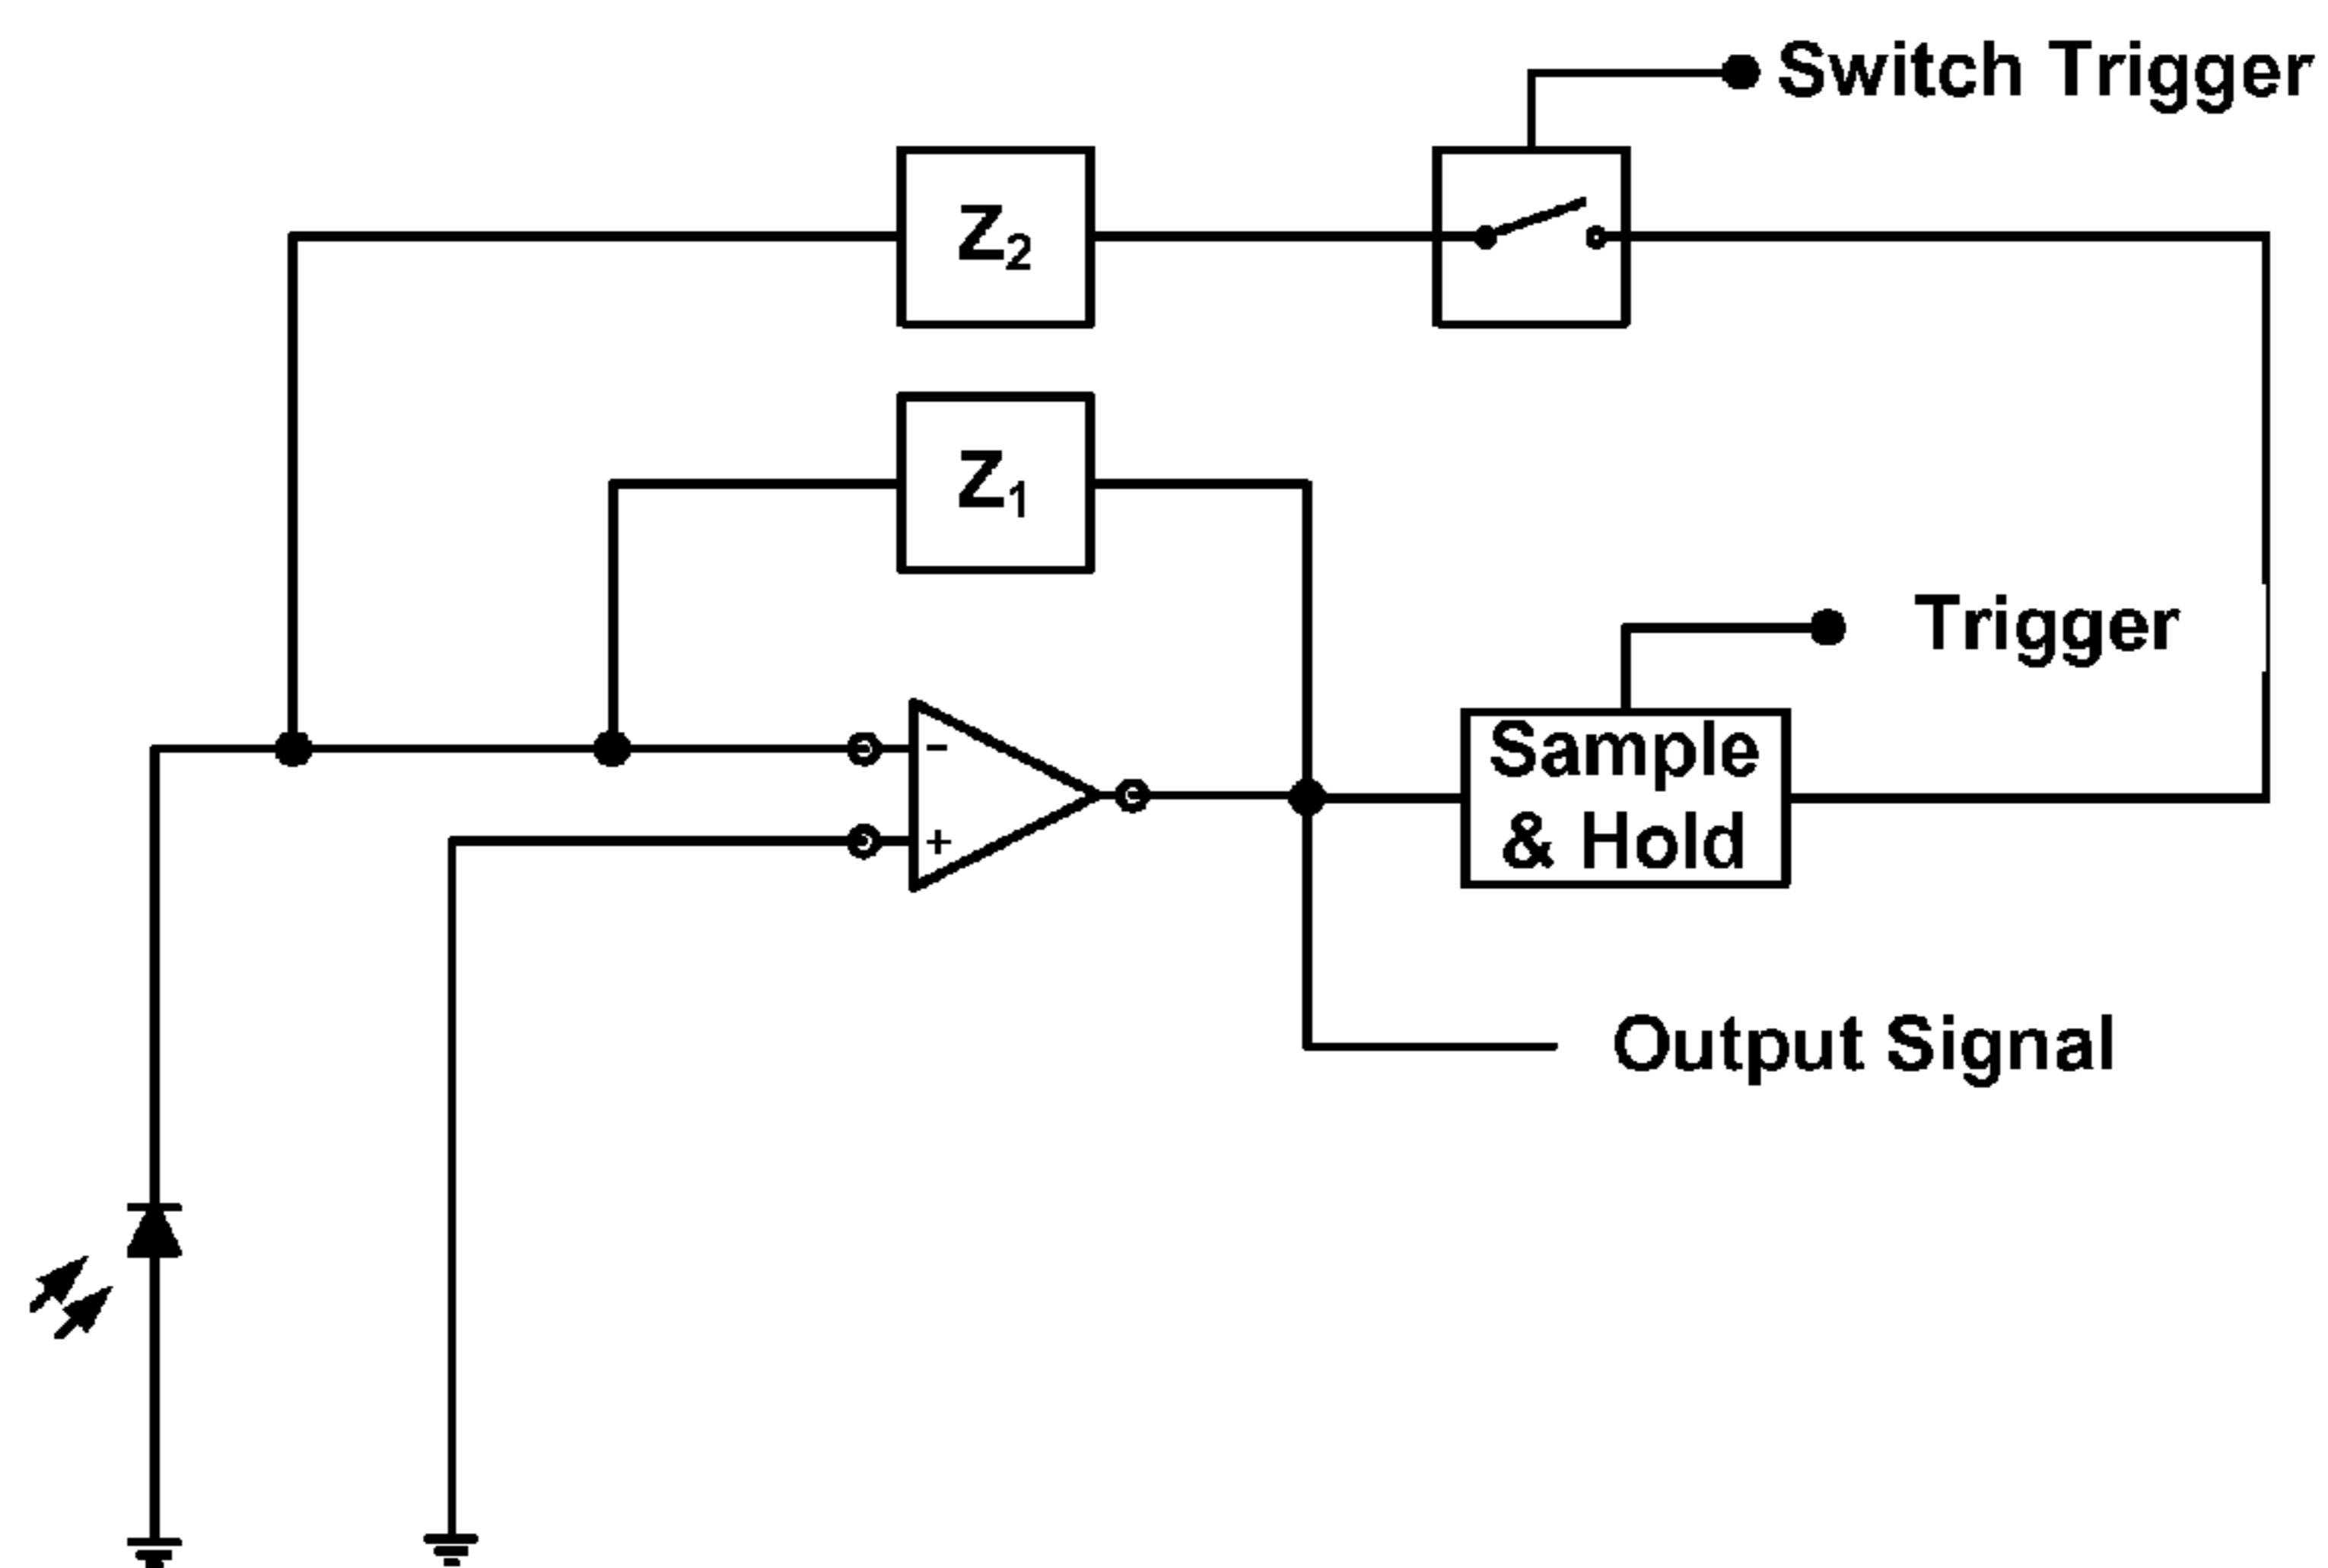 Switch Trigger
Z2
Z1
Trigger
-
+
Sample
& Hold
Output Signal